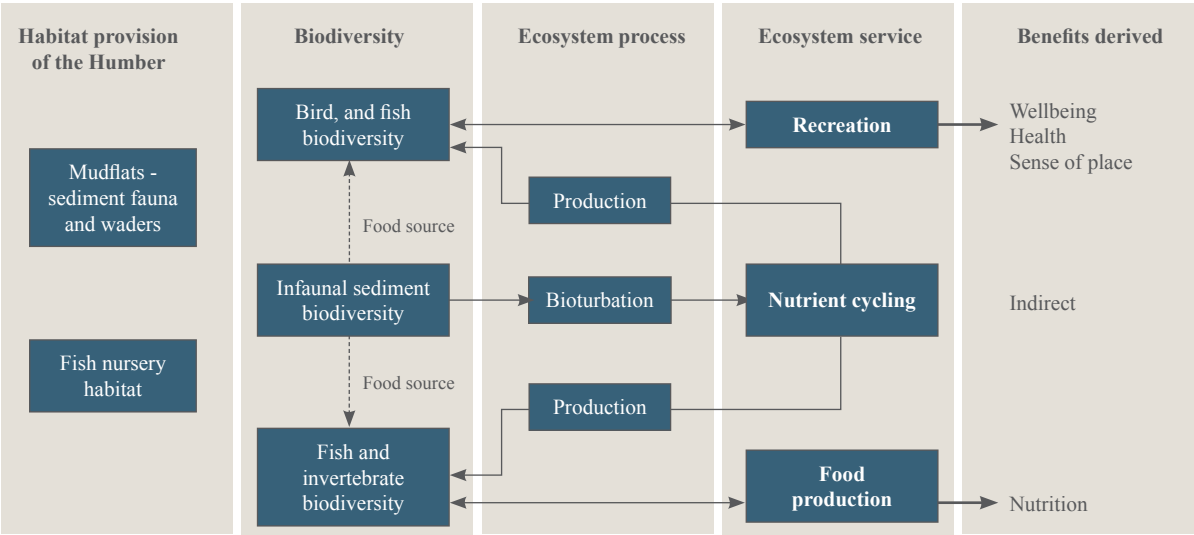 Habitat provision
of the Humber
Biodiversity
Ecosystem process
Ecosystem service
Benefits derived
Mudflats -
sediment fauna
and waders
Fish nursery
habitat
Bird, and fish
biodiversity
Food source
Infaunal sediment
biodiversity
Food source
Fish and
invertebrate
biodiversity
Production
Bioturbation
Production
Recreation
Nutrient cycling
Food
production
Wellbeing
Health
Sense of place
Indirect
Nutrition